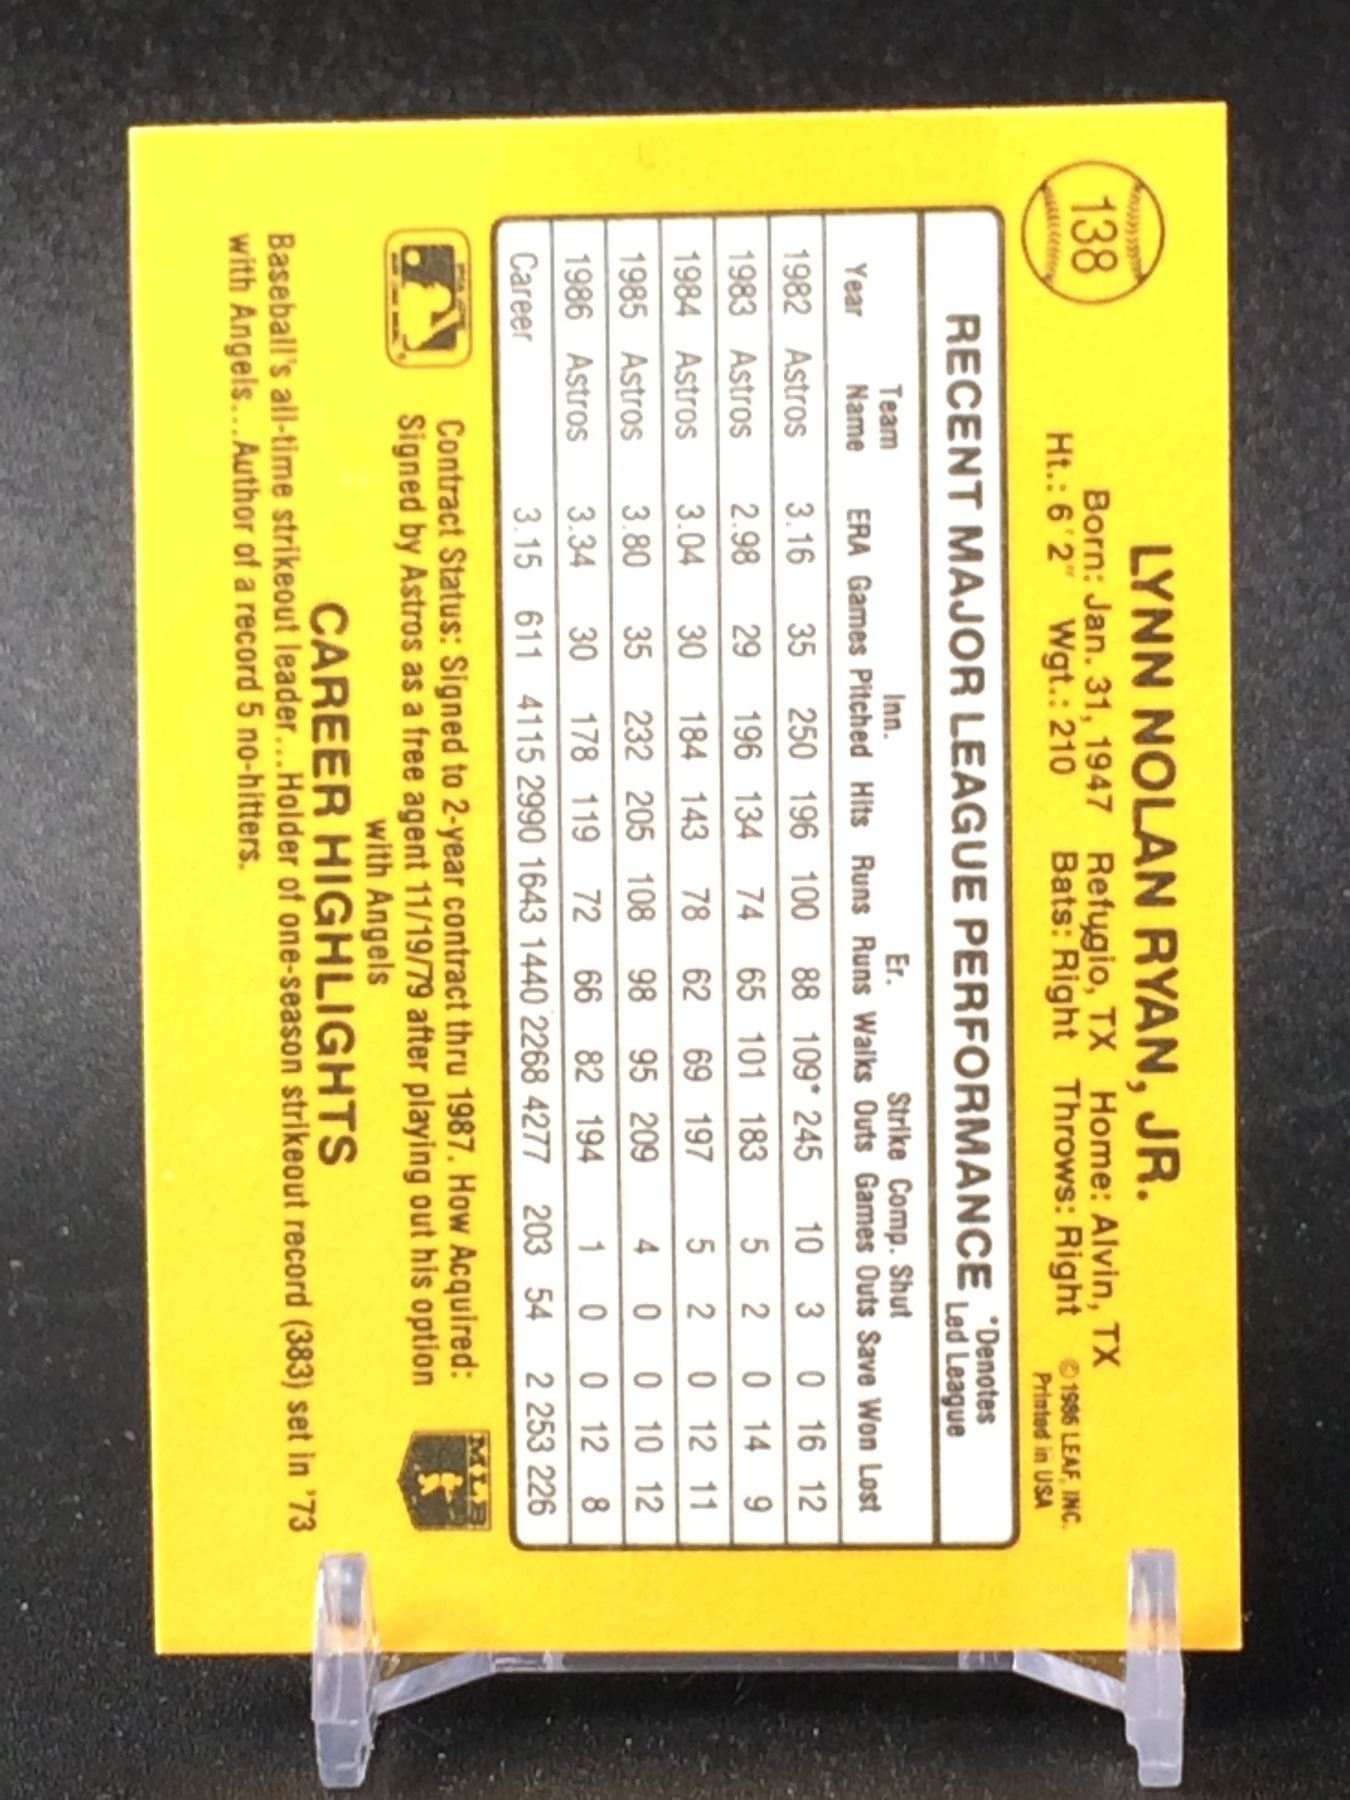 138
LYNN NOLAN RYAN, JR.
Born: Jan. 31, 1947 Refugio, TX Home: Alvin, TX
Ht.: 6'2" Wgt.: 210 Bats: Right Throws: Right
© 1986 LEAF, INC.
Printed in USA
RECENT MAJOR LEAGUE PERFORMANCE *Denotes Led League
Team Inn. Er. Strike Comp. Shut
Year Name ERA Games Pitched Hits Runs Runs Walks Outs Games Outs Save Won Lost
1982 Astros 3.16 35 250 196 100 88 109* 245 10 3 0 16 12
1983 Astros 2.98 29 196 134 74 65 101 183 5 2 0 14 9
1984 Astros 3.04 30 184 143 78 62 69 197 5 2 0 12 11
1985 Astros 3.80 35 232 205 108 98 95 209 4 0 0 10 12
1986 Astros 3.34 30 178 119 72 66 82 194 1 0 0 12 8
Career 3.15 611 4115 2990 1643 1440 2268 4277 203 54 2 253 226
Contract Status: Signed to 2-year contract thru 1987. How Acquired:
Signed by Astros as a free agent 11/19/79 after playing out his option
with Angels
MLB
CAREER HIGHLIGHTS
Baseball's all-time strikeout leader...Holder of one-season strikeout record (383) set in '73
with Angels...Author of a record 5 no-hitters.